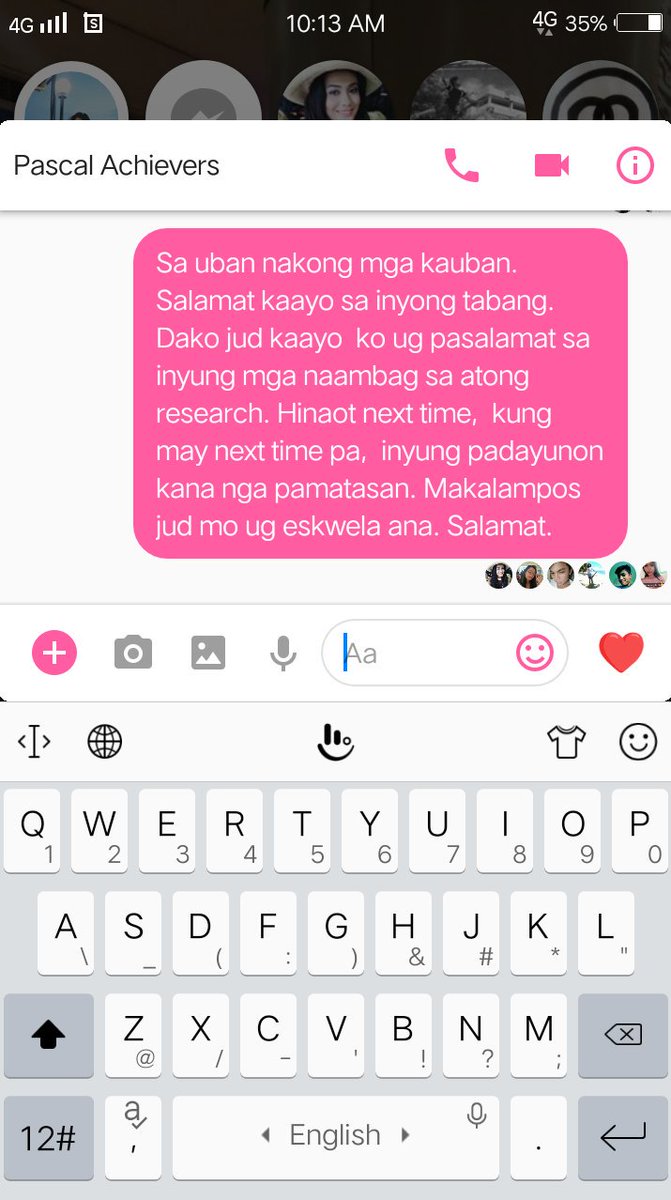 4G
10:13 AM
4G 35%
Pascal Achievers
Sa uban nakong mga kauban.
Salamat kaayo sa inyong tabang.
Dako jud kaayo  ko ug pasalamat sa
inyung mga naambag sa atong
research. Hinaot next time,  kung
may next time pa,  inyung padayunon
kana nga pamatasan. Makalampos
jud mo ug eskwela ana. Salamat.
Aa
Q W E R T Y U I O P
1 2 3 4 5 6 7 8 9 0
A S D F G H J K L
\ _ ( : ) & # * "
Z X C V B N M
@ / - ' ! ? ;
12# a , English .